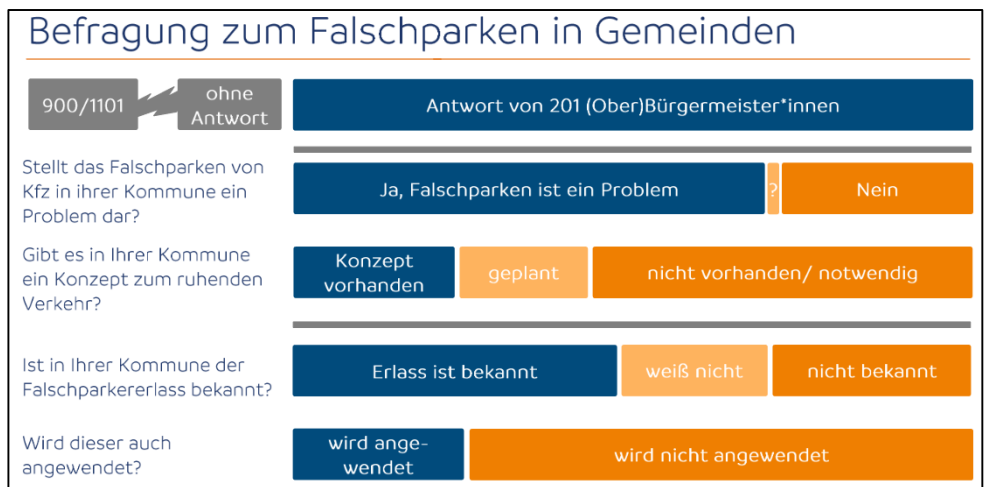 Befragung zum Falschparken in Gemeinden
900/1101
ohne
Antwort
Antwort von 201 (Ober)Bürgermeister*innen
Stellt das Falschparken von
Kfz in ihrer Kommune ein
Problem dar?
Ja, Falschparken ist ein Problem
?
Nein
Gibt es in Ihrer Kommune
ein Konzept zum ruhenden
Verkehr?
Konzept
vorhanden
geplant
nicht vorhanden/ notwendig
Ist in Ihrer Kommune der
Falschparkererlass bekannt?
Erlass ist bekannt
weiß nicht
nicht bekannt
Wird dieser auch
angewendet?
wird ange-
wendet
wird nicht angewendet